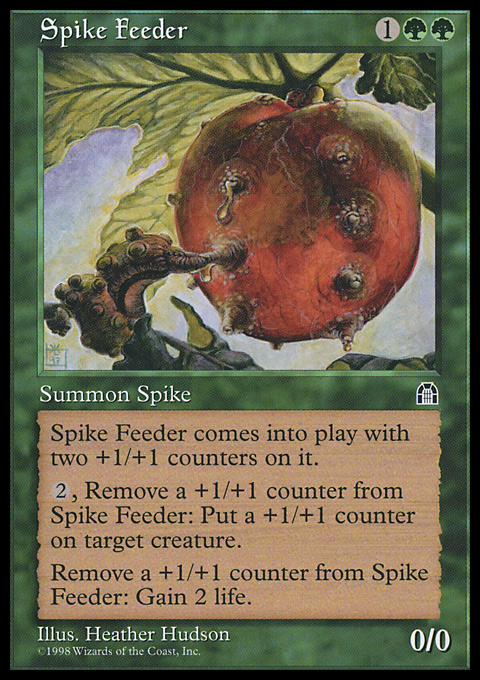 Spike Feeder 1
Summon Spike
Spike Feeder comes into play with
two +1/+1 counters on it.
2, Remove a +1/+1 counter from
Spike Feeder: Put a +1/+1 counter
on target creature.
Remove a +1/+1 counter from Spike
Feeder: Gain 2 life.
Illus. Heather Hudson
©1998 Wizards of the Coast, Inc.
0/0